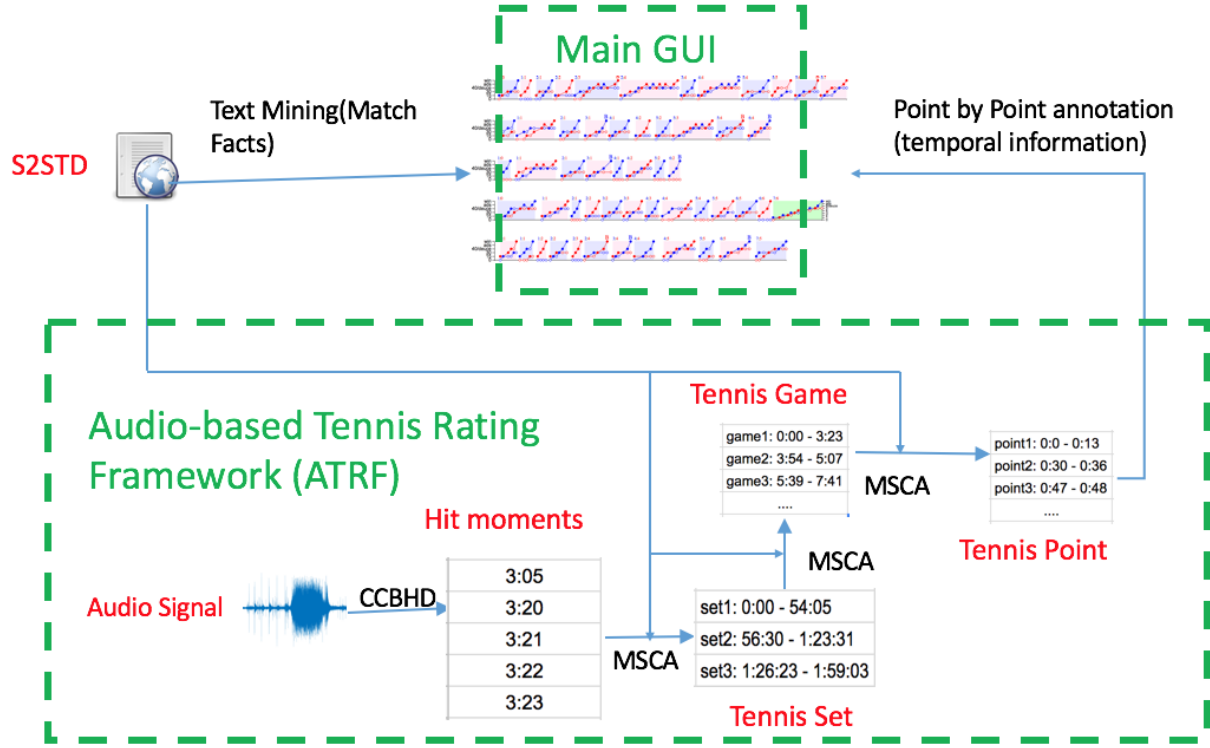 Main GUI
Text Mining(Match
Facts)
S2STD
Point by Point annotation
(temporal information)
Audio-based Tennis Rating
Framework (ATRF)
Tennis Game
game1: 0:00 - 3:23
game2: 3:54 - 5:07
game3: 5:39 - 7:41
....
MSCA
point1: 0:0 - 0:13
point2: 0:30 - 0:36
point3: 0:47 - 0:48
....
Tennis Point
Hit moments
3:05
3:20
3:21
3:22
3:23
Audio Signal
CCBHD
MSCA
MSCA
set1: 0:00 - 54:05
set2: 56:30 - 1:23:31
set3: 1:26:23 - 1:59:03
Tennis Set